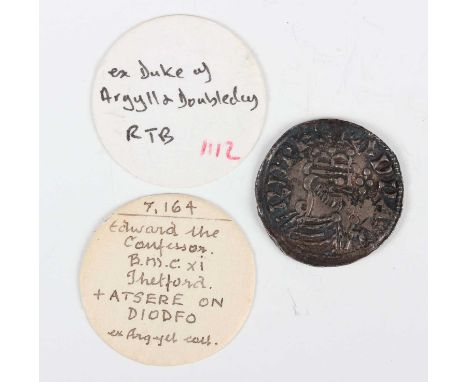 ex Duke of
Argyll & Doubleday
RTB
1112
7,164
Edward the
Confessor.
B.M.C. xi
Thetford.
+ ATSERE ON
DIODFO
ex Argyll coll.